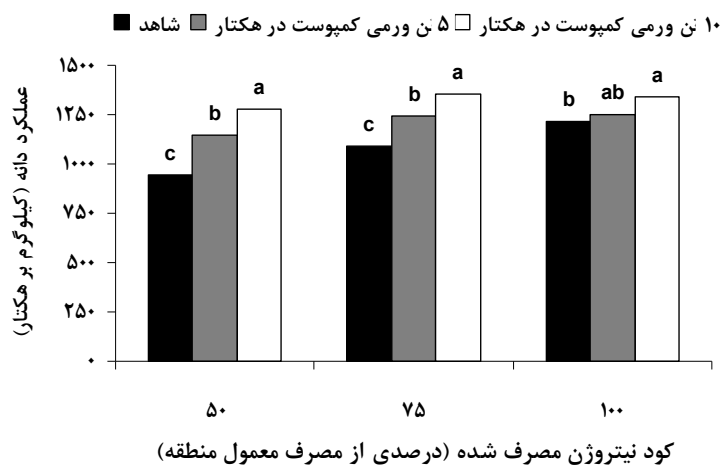 شاهد ۵ تن ورمی کمپوست در هکتار ۱۰ تن ورمی کمپوست در هکتار
عملکرد دانه (کیلوگرم بر هکتار)
۱۵۰۰
۱۲۵۰
۱۰۰۰
۷۵۰
۵۰۰
۲۵۰
۰
c b a c b a b ab a
۵۰ ۷۵ ۱۰۰
کود نیتروژن مصرف شده (درصدی از مصرف معمول منطقه)